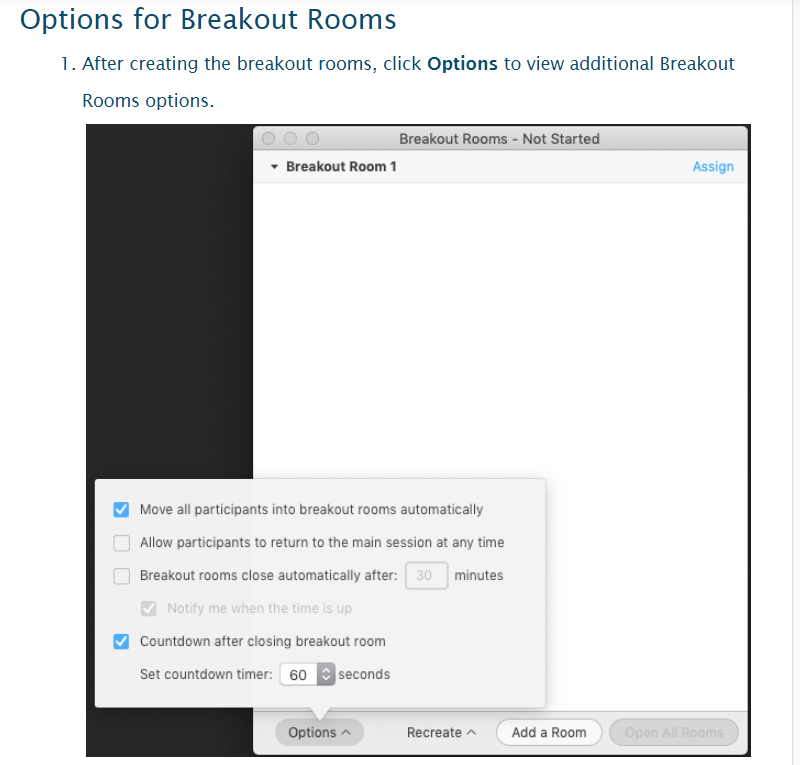 Options for Breakout Rooms
1. After creating the breakout rooms, click Options to view additional Breakout
Rooms options.
Breakout Rooms - Not Started
Breakout Room 1 Assign
Move all participants into breakout rooms automatically
Allow participants to return to the main session at any time
Breakout rooms close automatically after: 30 minutes
Notify me when the time is up
Countdown after closing breakout room
Set countdown timer: 60 seconds
Options Recreate Add a Room Open All Rooms